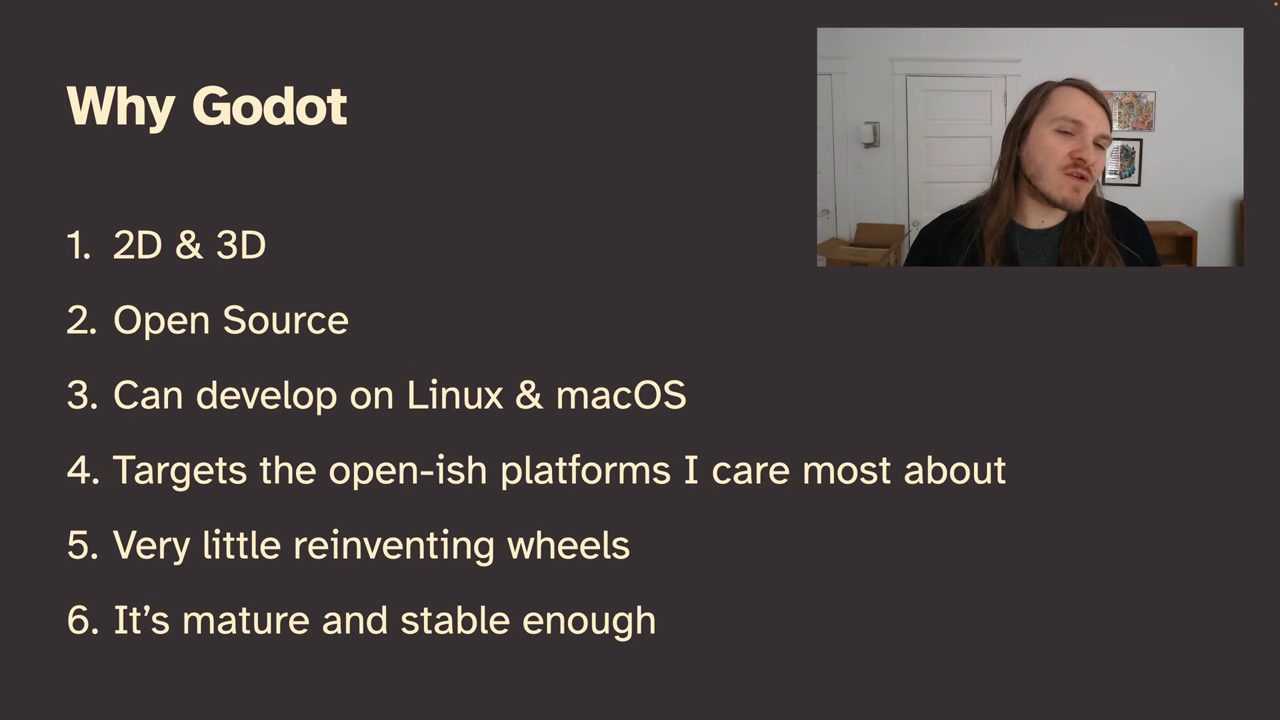 Why Godot
1. 2D & 3D
2. Open Source
3. Can develop on Linux & macOS
4. Targets the open-ish platforms I care most about
5. Very little reinventing wheels
6. It’s mature and stable enough